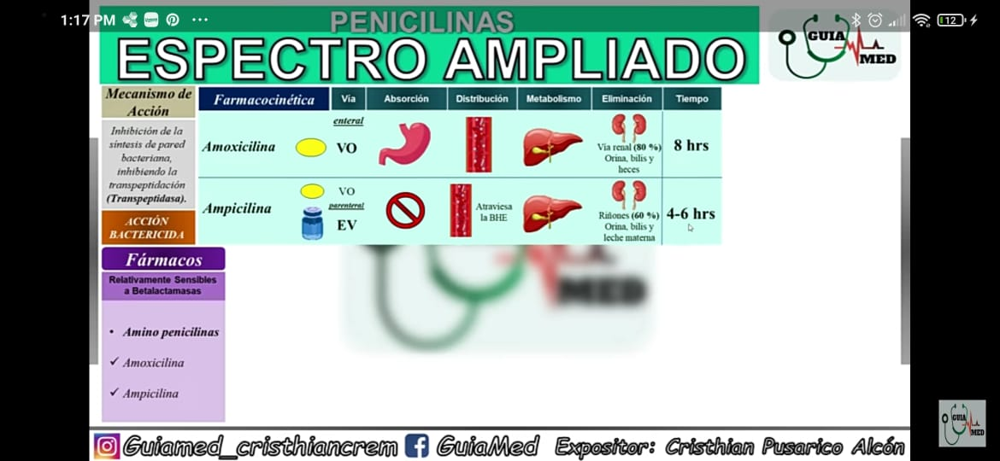 1:17 PM
12
PENICILINAS
ESPECTRO AMPLIADO
GUIA
MED
Mecanismo de
Acción
Inhibición de la
síntesis de pared
bacteriana,
inhibiendo la
transpeptidación
(Transpeptidasa).
ACCIÓN
BACTERICIDA
Farmacocinética
Vía
Absorción
Distribución
Metabolismo
Eliminación
Tiempo
Amoxicilina
enteral
VO
Vía renal (80 %)
Orina, bilis y
heces
8 hrs
Ampicilina
VO
parenteral
EV
Atraviesa
la BHE
Riñones (60 %)
Orina, bilis y
leche materna
4-6 hrs
Fármacos
Relativamente Sensibles
a Betalactamasas
• Amino penicilinas
✓ Amoxicilina
✓ Ampicilina
MED
GUIA
MED
Guiamed_cristhiancrem GuiaMed Expositor: Cristhian Pusarico Alcón